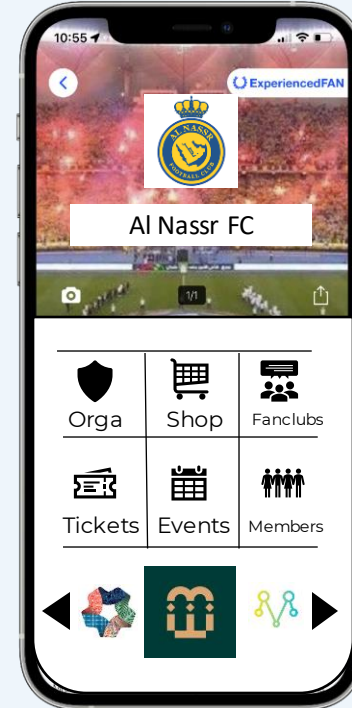 10:55
ExperiencedFAN
AL NASSR
FOOTBALL CLUB
Al Nassr FC
1/1
Orga
Shop
Fanclubs
Tickets
Events
Members